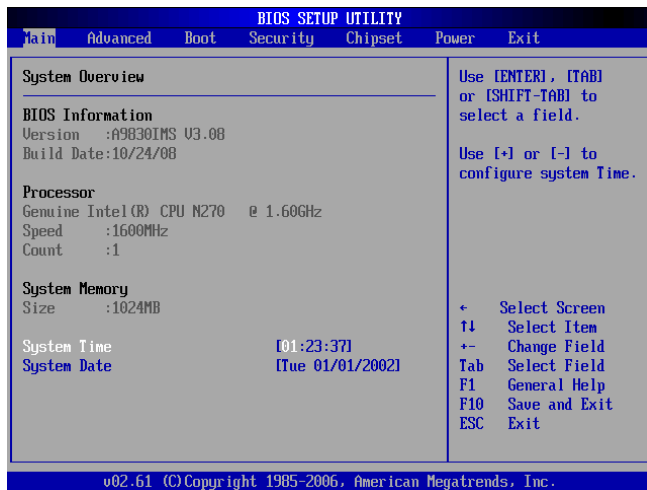 BIOS SETUP UTILITY
Main Advanced Boot Security Chipset Power Exit
System Overview
BIOS Information
Version :A9830IMS V3.08
Build Date:10/24/08
Processor
Genuine Intel(R) CPU N270 @ 1.60GHz
Speed :1600MHz
Count :1
System Memory
Size :1024MB
System Time [01:23:37]
System Date [Tue 01/01/2002]
Use [ENTER], [TAB]
or [SHIFT-TAB] to
select a field.
Use [+] or [-] to
configure system Time.
← Select Screen
↑↓ Select Item
+- Change Field
Tab Select Field
F1 General Help
F10 Save and Exit
ESC Exit
v02.61 (C)Copyright 1985-2006, American Megatrends, Inc.